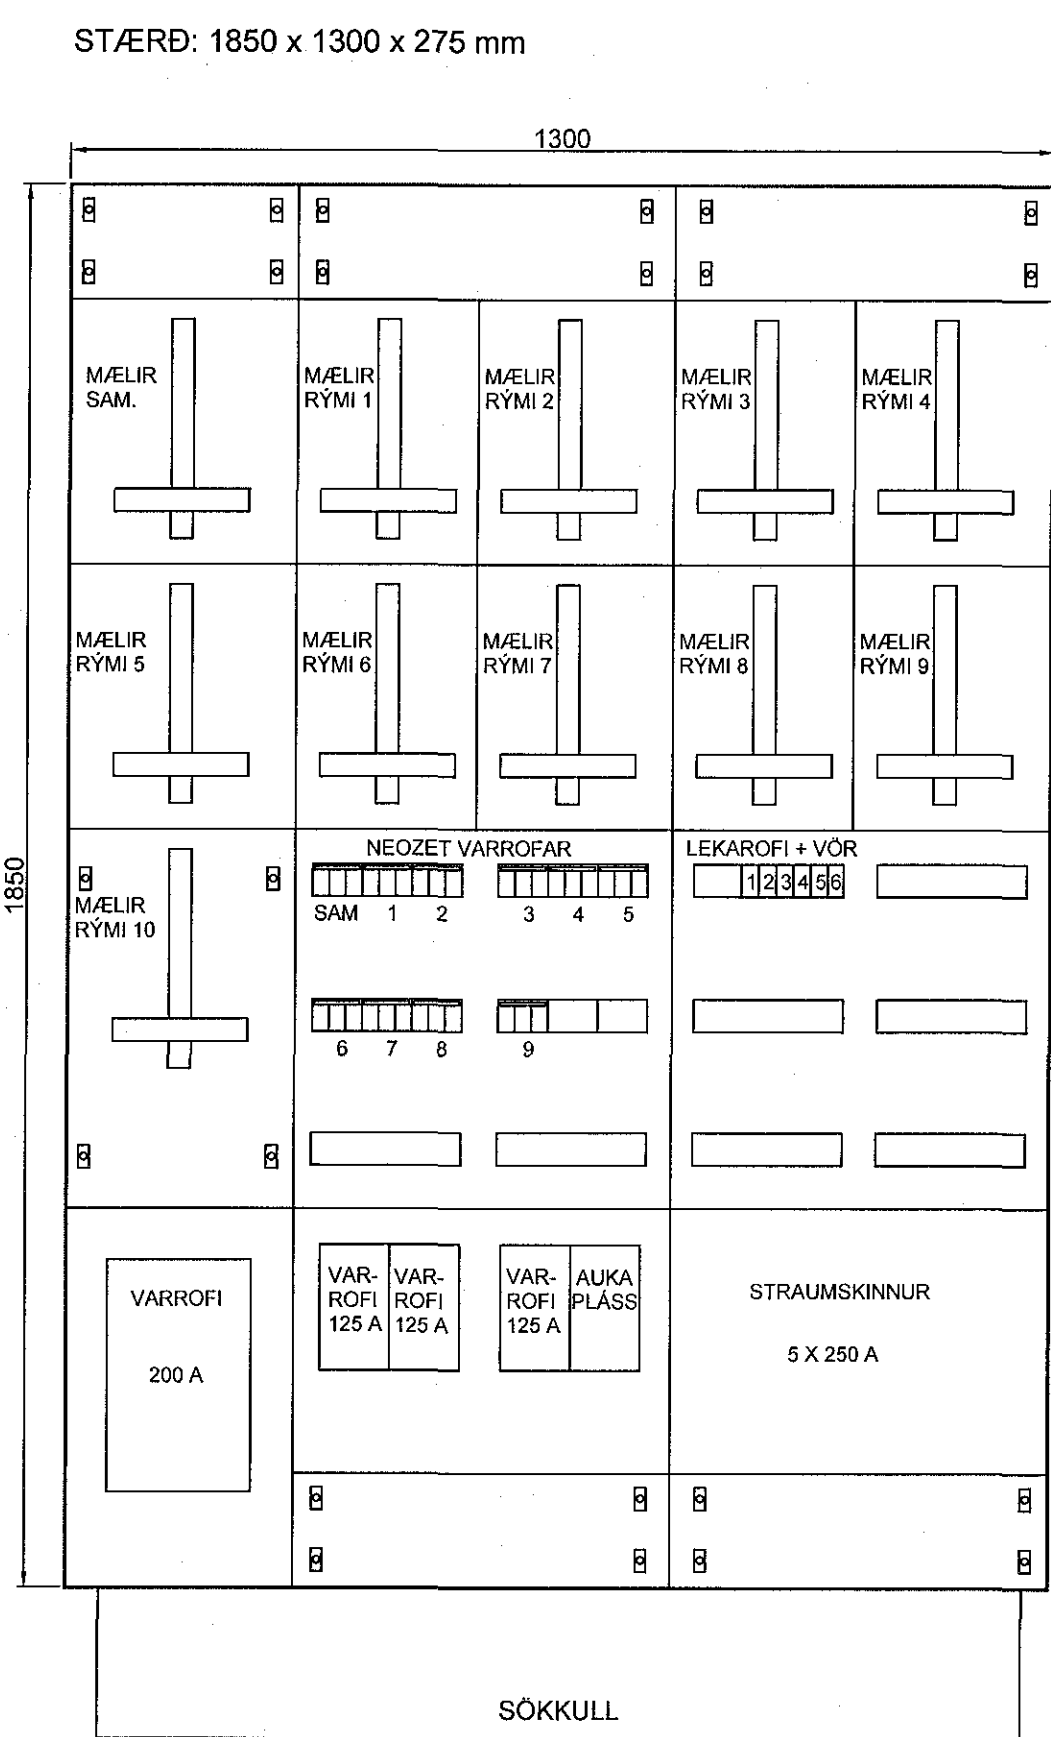 STÆRÐ: 1850 x 1300 x 275 mm
1300
1850
MÆLIR
SAM.
MÆLIR
RÝMI 1
MÆLIR
RÝMI 2
MÆLIR
RÝMI 3
MÆLIR
RÝMI 4
MÆLIR
RÝMI 5
MÆLIR
RÝMI 6
MÆLIR
RÝMI 7
MÆLIR
RÝMI 8
MÆLIR
RÝMI 9
MÆLIR
RÝMI 10
NEOZET VARROFAR
SAM 1 2 3 4 5
6 7 8 9
LEKAROFI + VÖR
1 2 3 4 5 6
VARROFI
200 A
VAR-
ROFI
125 A
VAR-
ROFI
125 A
VAR-
ROFI
125 A
AUKA
PLÁSS
STRAUMSKINNUR
5 X 250 A
SÖKKULL